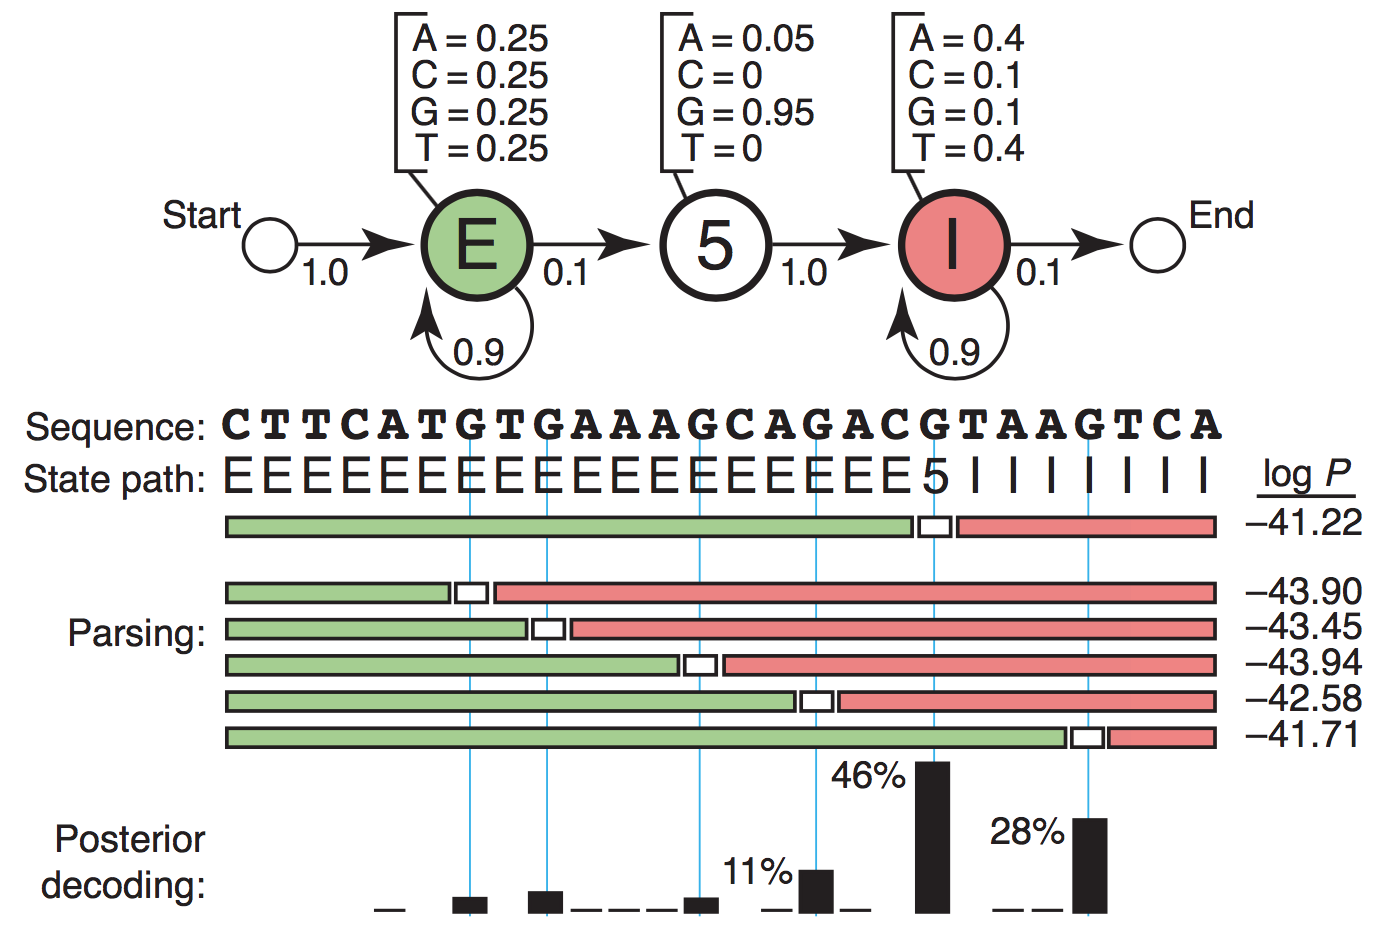 A = 0.25 A = 0.05 A = 0.4
C = 0.25 C = 0 C = 0.1
G = 0.25 G = 0.95 G = 0.1
T = 0.25 T = 0 T = 0.4
Start E 5 I End
1.0 0.1 1.0 0.1
0.9 0.9
Sequence: C T T C A T G T G A A A G C A G A C G T A A G T C A
State path: E E E E E E E E E E E E E E E E E E 5 I I I I I I I log P
–41.22
–43.90
Parsing: –43.45
–43.94
–42.58
–41.71
46%
28%
11%
Posterior
decoding: